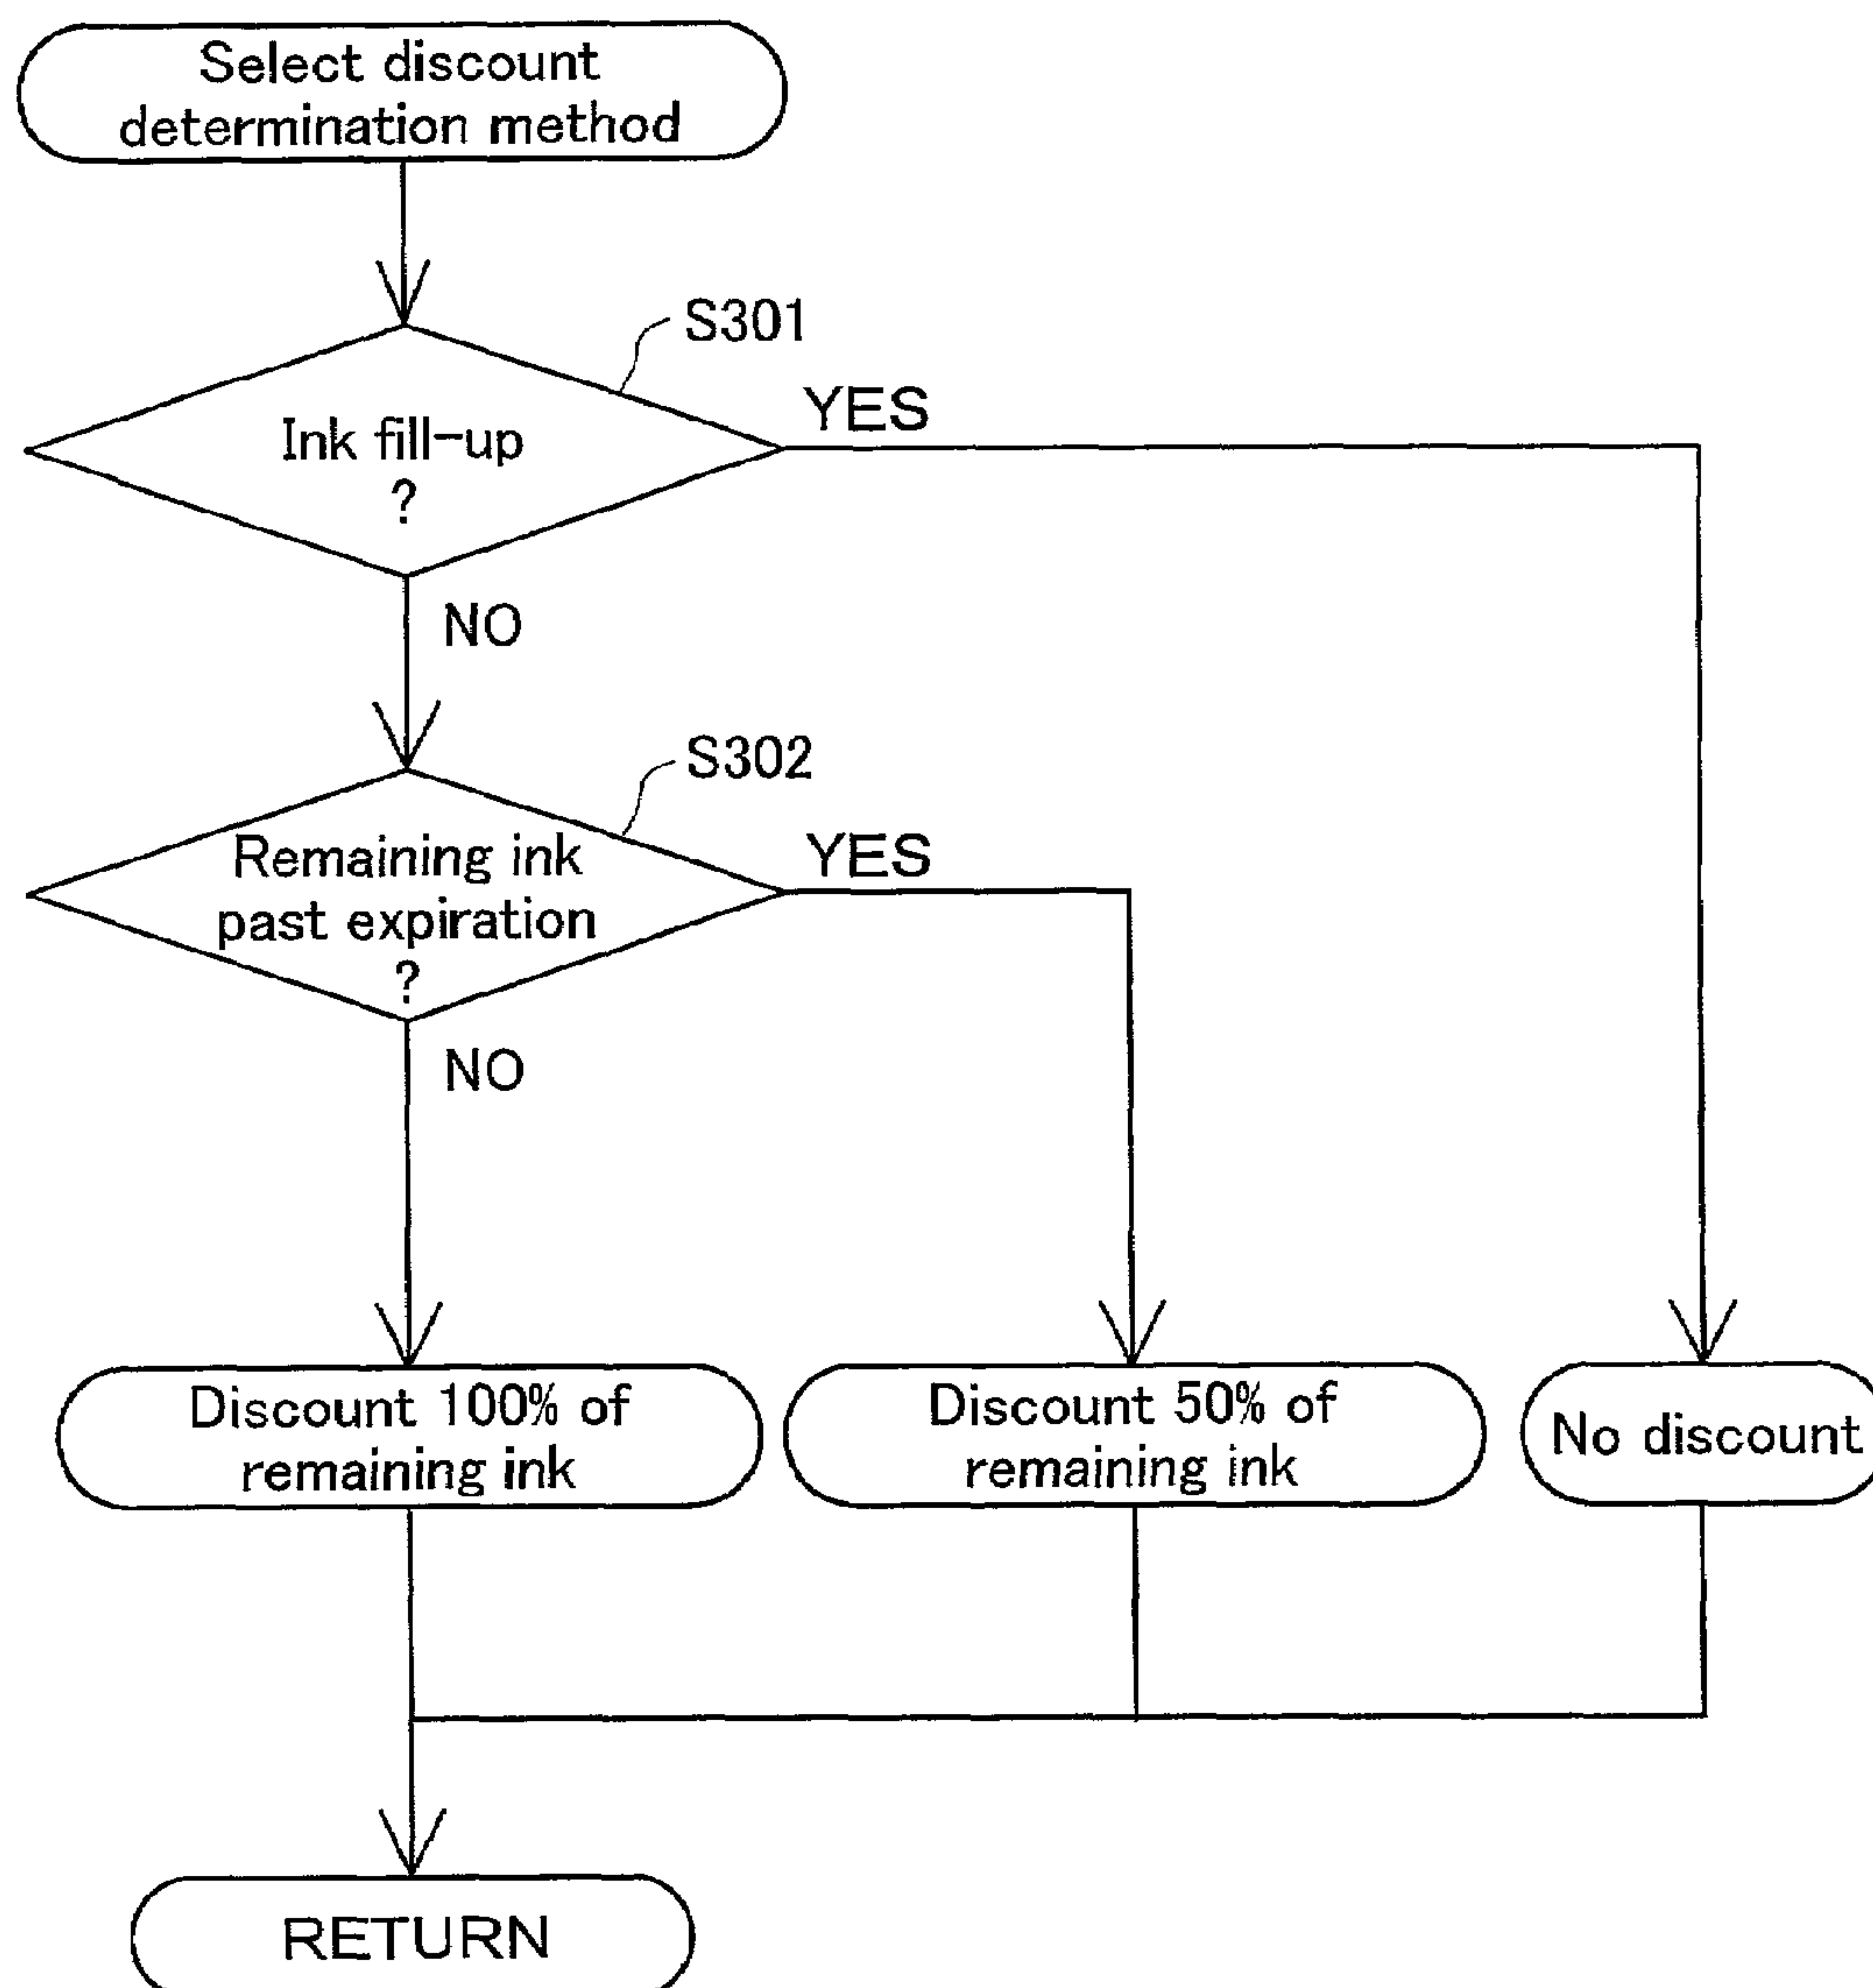 Select discount
determination method
S301
Ink fill-up
?
YES
NO
S302
Remaining ink
past expiration
?
YES
NO
Discount 100% of
remaining ink
Discount 50% of
remaining ink
No discount
RETURN